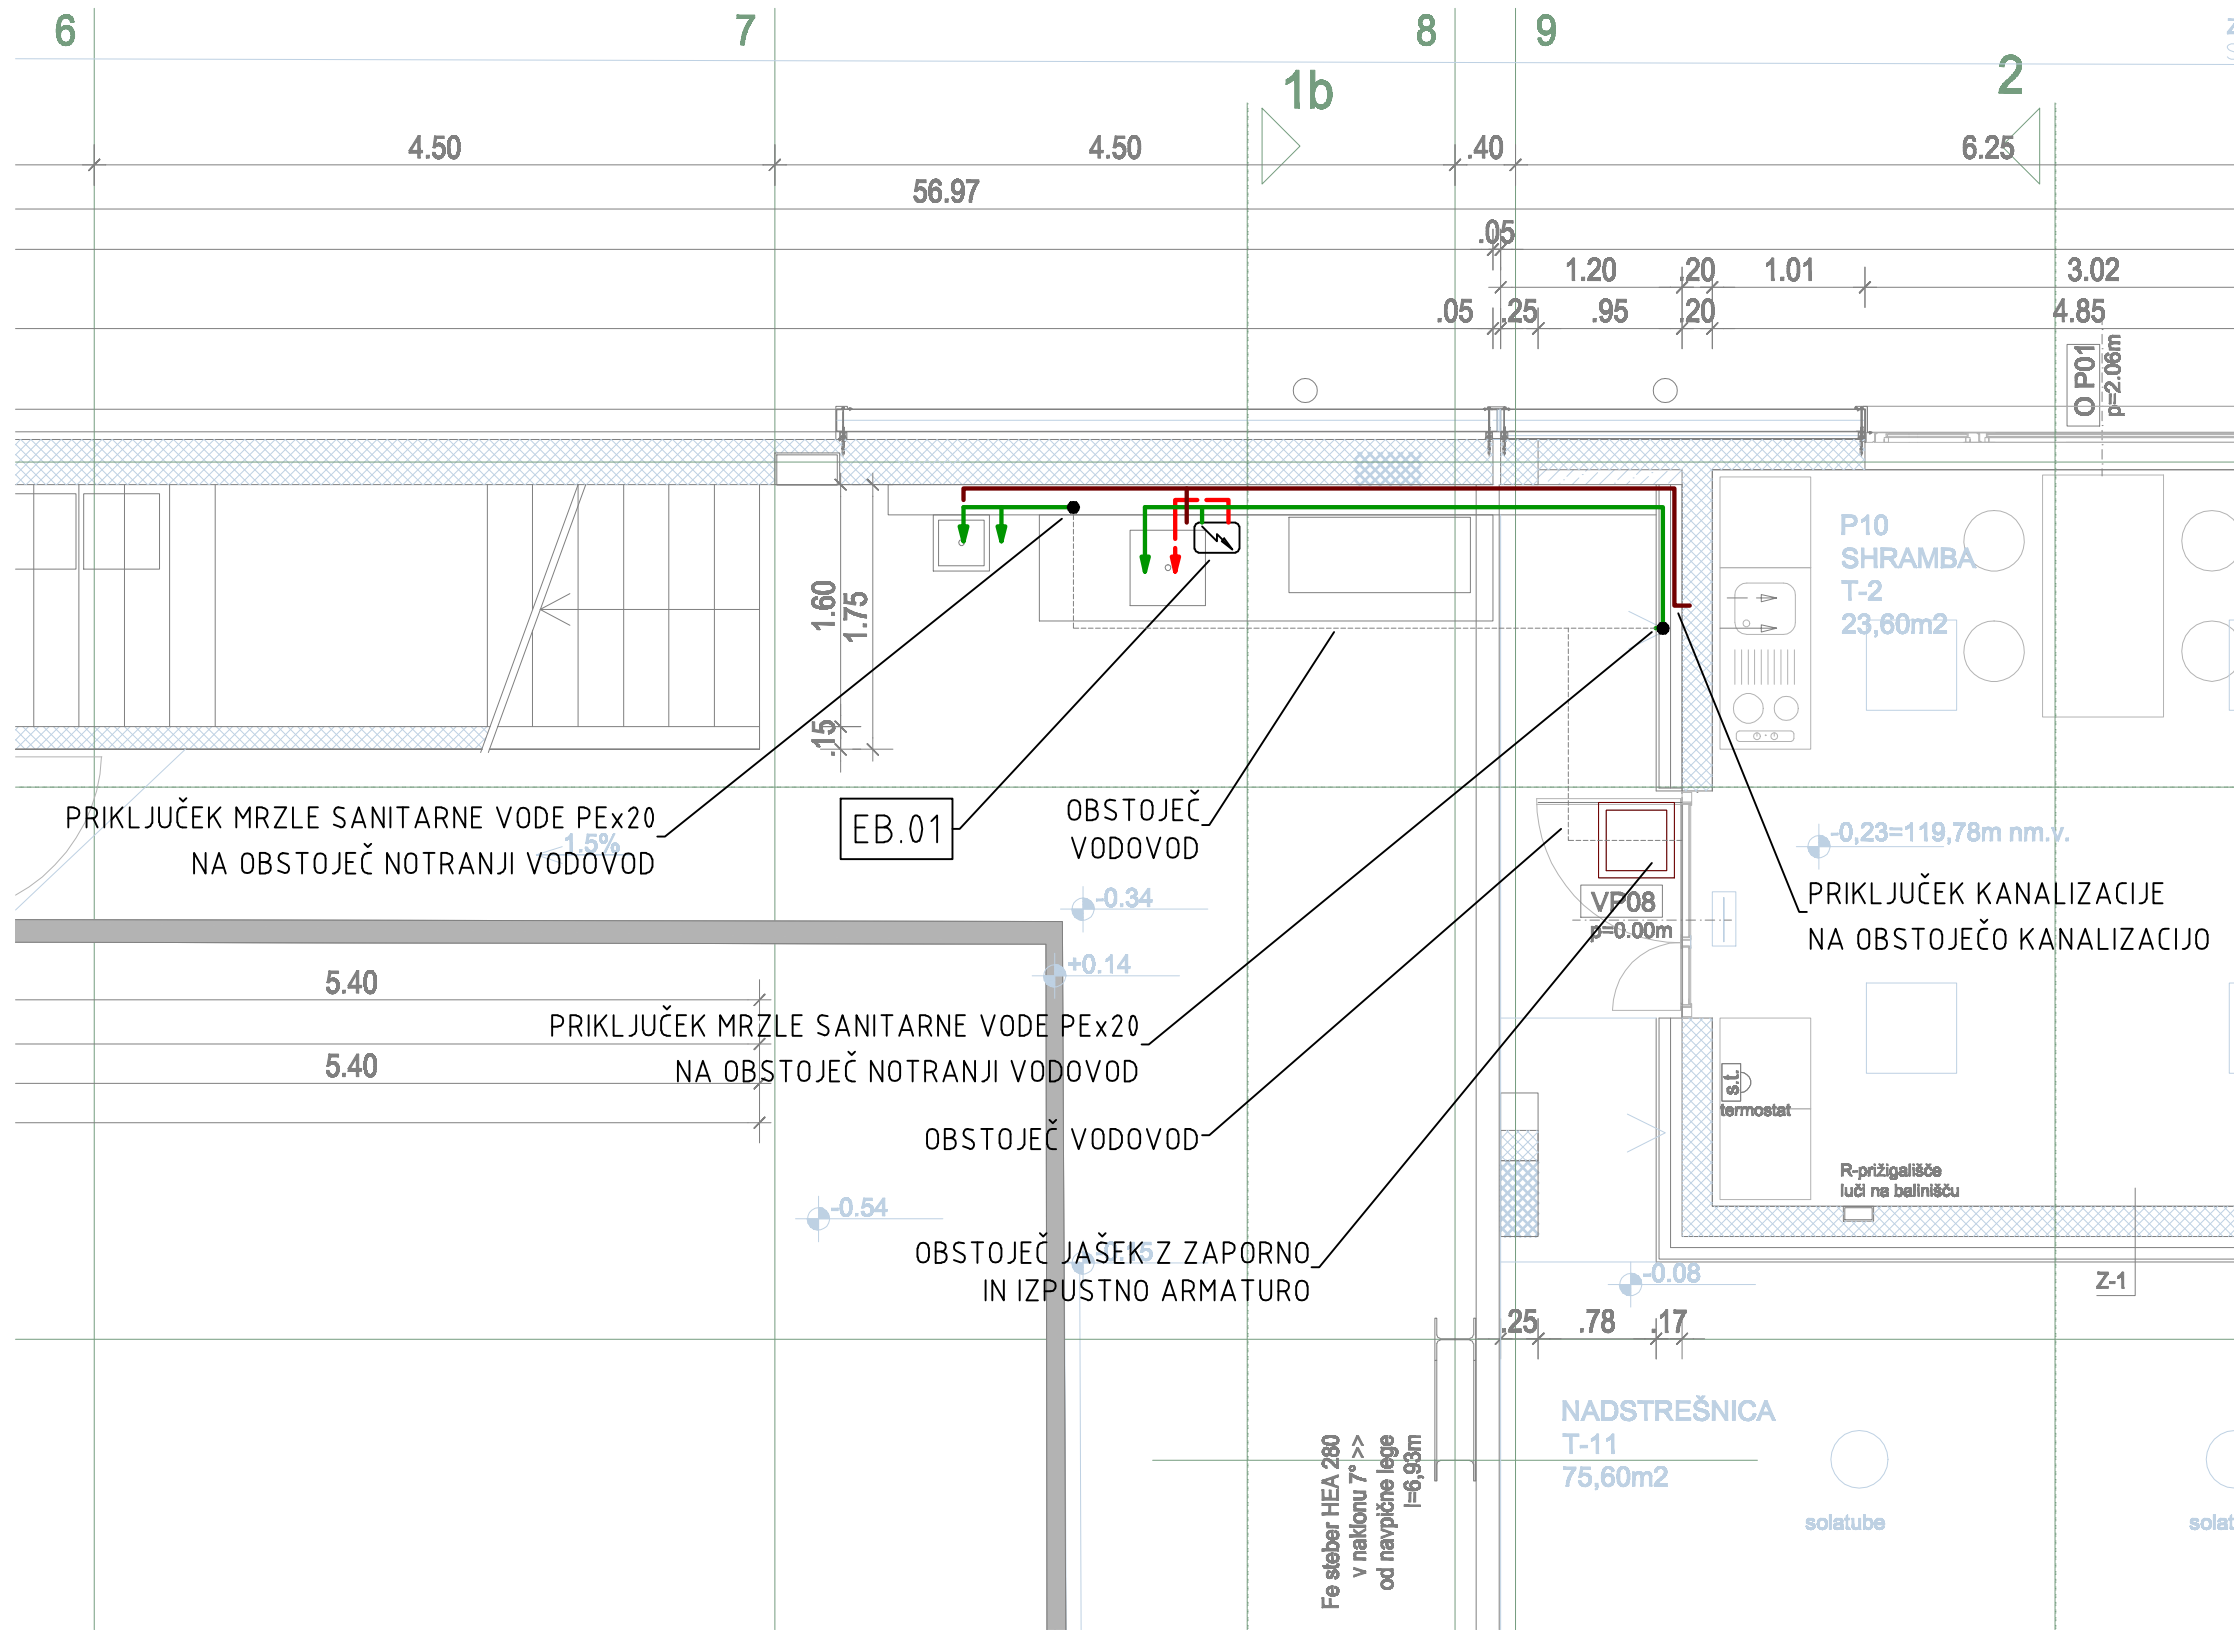 6
7
8
9
1b
2
4.50
4.50
.40
6.25
56.97
.05
1.20
.20
1.01
3.02
.05
.25
.95
.20
4.85
O P01
p=2.06m
P10
SHRAMBA
T-2
23,60m2
1.60
1.75
.15
PRIKLJUČEK MRZLE SANITARNE VODE PEx20
NA OBSTOJEČ NOTRANJI VODOVOD
1.5%
EB.01
OBSTOJEČ
VODOVOD
-0,23=119,78m nm.v.
VP08
p=0.00m
PRIKLJUČEK KANALIZACIJE
NA OBSTOJEČO KANALIZACIJO
-0.34
+0.14
5.40
5.40
PRIKLJUČEK MRZLE SANITARNE VODE PEx20
NA OBSTOJEČ NOTRANJI VODOVOD
s.t.
termostat
OBSTOJEČ VODOVOD
R-prižigališče
luči na balinišču
-0.54
OBSTOJEČ JAŠEK Z ZAPORNO
IN IZPUSTNO ARMATURO
-0.15
-0.08
Z-1
.25
.78
.17
NADSTREŠNICA
T-11
75,60m2
Fe steber HEA 280
v naklonu 7° >>
od navpične lege
l=6,93m
solatube